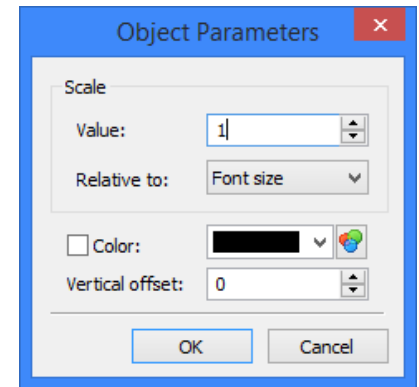 Object Parameters
Scale
Value: 1
Relative to: Font size
Color:
Vertical offset: 0
OK Cancel